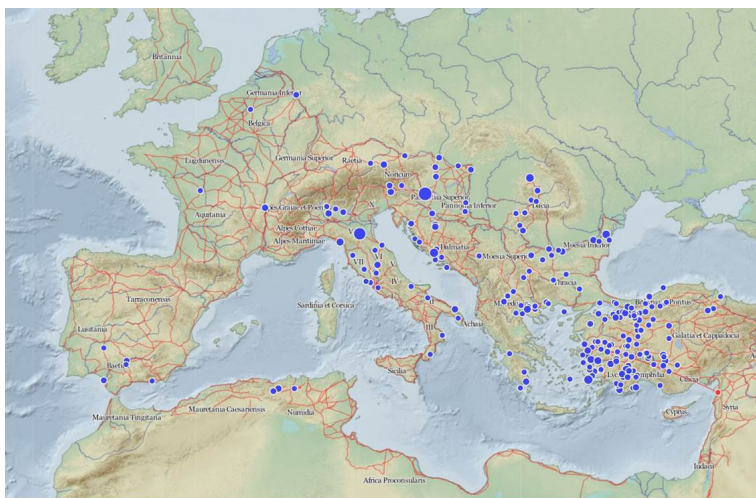 Britannia
Germania Inferior
Belgica
Lugdunensis
Germania Superior
Raetia
Noricum
Pannonia Superior
Pannonia Inferior
Dacia
Aquitania
Alpes Graiae et Poeninae
X
Alpes Cottiae
Alpes Maritimae
VII
VI
V
IV
I
III
Dalmatia
Moesia Superior
Moesia Inferior
Thracia
Tarraconensis
Lusitania
Baetica
Sardinia et Corsica
Achaia
Sicilia
Pontus
Galatia et Cappadocia
Cilicia
Cyprus
Syria
Iudaea
Mauretania Tingitana
Mauretania Caesariensis
Numidia
Africa Proconsularis